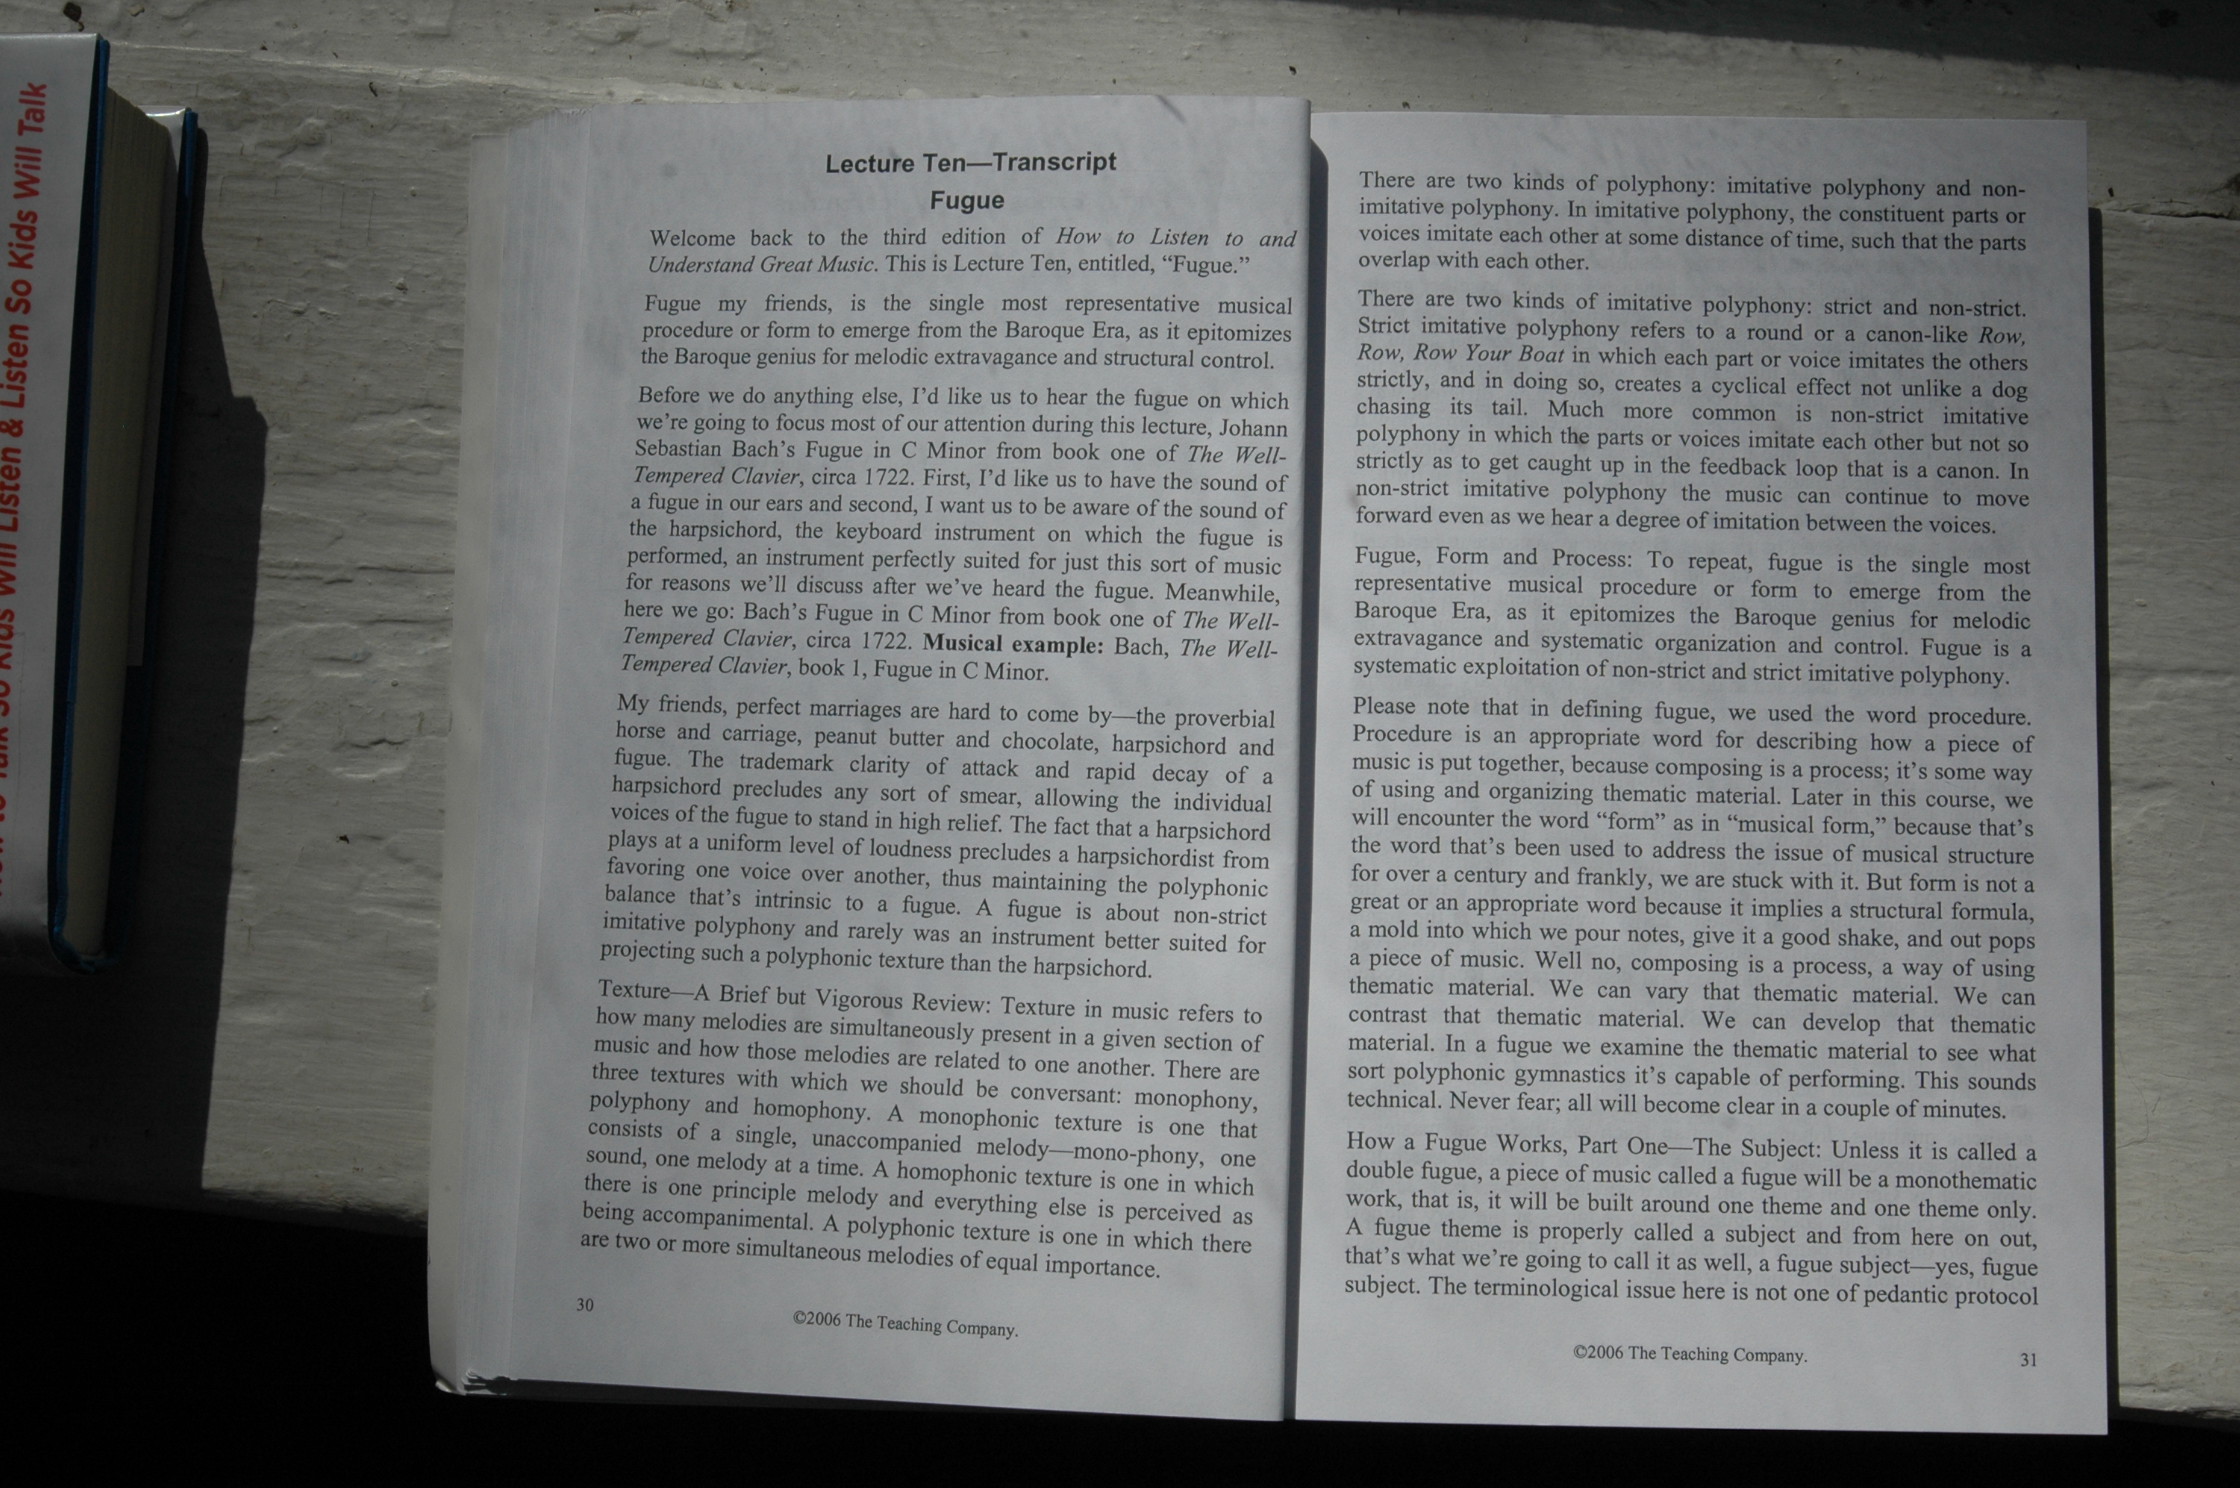 How to Talk So Kids Will Listen & Listen So Kids Will Talk
Lecture Ten—Transcript
Fugue
Welcome back to the third edition of How to Listen to and
Understand Great Music. This is Lecture Ten, entitled, “Fugue.”
Fugue my friends, is the single most representative musical
procedure or form to emerge from the Baroque Era, as it epitomizes
the Baroque genius for melodic extravagance and structural control.
Before we do anything else, I’d like us to hear the fugue on which
we’re going to focus most of our attention during this lecture, Johann
Sebastian Bach’s Fugue in C Minor from book one of The Well-
Tempered Clavier, circa 1722. First, I’d like us to have the sound of
a fugue in our ears and second, I want us to be aware of the sound of
the harpsichord, the keyboard instrument on which the fugue is
performed, an instrument perfectly suited for just this sort of music
for reasons we’ll discuss after we’ve heard the fugue. Meanwhile,
here we go: Bach’s Fugue in C Minor from book one of The Well-
Tempered Clavier, circa 1722. Musical example: Bach, The Well-
Tempered Clavier, book 1, Fugue in C Minor.
My friends, perfect marriages are hard to come by—the proverbial
horse and carriage, peanut butter and chocolate, harpsichord and
fugue. The trademark clarity of attack and rapid decay of a
harpsichord precludes any sort of smear, allowing the individual
voices of the fugue to stand in high relief. The fact that a harpsichord
plays at a uniform level of loudness precludes a harpsichordist from
favoring one voice over another, thus maintaining the polyphonic
balance that’s intrinsic to a fugue. A fugue is about non-strict
imitative polyphony and rarely was an instrument better suited for
projecting such a polyphonic texture than the harpsichord.
Texture—A Brief but Vigorous Review: Texture in music refers to
how many melodies are simultaneously present in a given section of
music and how those melodies are related to one another. There are
three textures with which we should be conversant: monophony,
polyphony and homophony. A monophonic texture is one that
consists of a single, unaccompanied melody—mono-phony, one
sound, one melody at a time. A homophonic texture is one in which
there is one principle melody and everything else is perceived as
being accompanimental. A polyphonic texture is one in which there
are two or more simultaneous melodies of equal importance.
30
©2006 The Teaching Company.
There are two kinds of polyphony: imitative polyphony and non-
imitative polyphony. In imitative polyphony, the constituent parts or
voices imitate each other at some distance of time, such that the parts
overlap with each other.
There are two kinds of imitative polyphony: strict and non-strict.
Strict imitative polyphony refers to a round or a canon-like Row,
Row, Row Your Boat in which each part or voice imitates the others
strictly, and in doing so, creates a cyclical effect not unlike a dog
chasing its tail. Much more common is non-strict imitative
polyphony in which the parts or voices imitate each other but not so
strictly as to get caught up in the feedback loop that is a canon. In
non-strict imitative polyphony the music can continue to move
forward even as we hear a degree of imitation between the voices.
Fugue, Form and Process: To repeat, fugue is the single most
representative musical procedure or form to emerge from the
Baroque Era, as it epitomizes the Baroque genius for melodic
extravagance and systematic organization and control. Fugue is a
systematic exploitation of non-strict and strict imitative polyphony.
Please note that in defining fugue, we used the word procedure.
Procedure is an appropriate word for describing how a piece of
music is put together, because composing is a process; it’s some way
of using and organizing thematic material. Later in this course, we
will encounter the word “form” as in “musical form,” because that’s
the word that’s been used to address the issue of musical structure
for over a century and frankly, we are stuck with it. But form is not a
great or an appropriate word because it implies a structural formula,
a mold into which we pour notes, give it a good shake, and out pops
a piece of music. Well no, composing is a process, a way of using
thematic material. We can vary that thematic material. We can
contrast that thematic material. We can develop that thematic
material. In a fugue we examine the thematic material to see what
sort polyphonic gymnastics it’s capable of performing. This sounds
technical. Never fear; all will become clear in a couple of minutes.
How a Fugue Works, Part One—The Subject: Unless it is called a
double fugue, a piece of music called a fugue will be a monothematic
work, that is, it will be built around one theme and one theme only.
A fugue theme is properly called a subject and from here on out,
that’s what we’re going to call it as well, a fugue subject—yes, fugue
subject. The terminological issue here is not one of pedantic protocol
©2006 The Teaching Company.
31